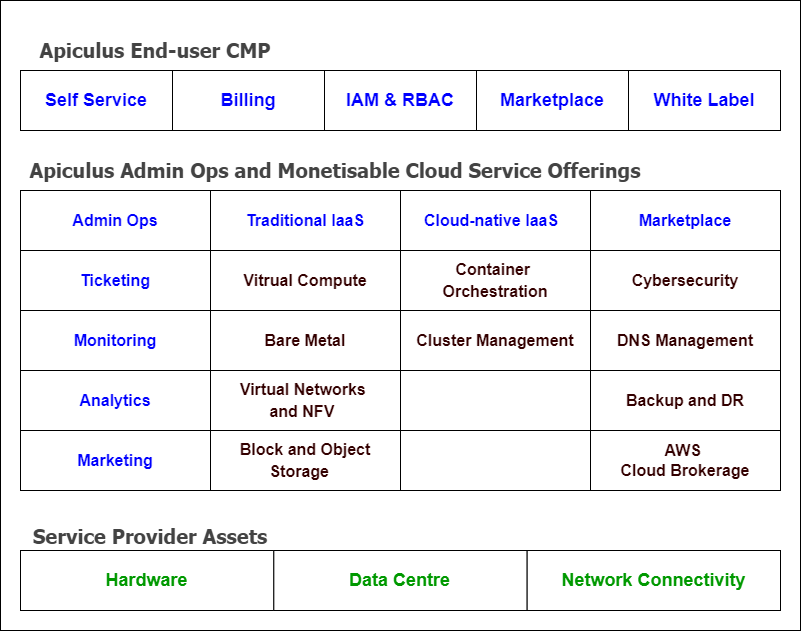 Apiculus End-user CMP
Self Service
Billing
IAM & RBAC
Marketplace
White Label
Apiculus Admin Ops and Monetisable Cloud Service Offerings
Admin Ops
Traditional IaaS
Cloud-native IaaS
Marketplace
Ticketing
Vitrual Compute
Container
Orchestration
Cybersecurity
Monitoring
Bare Metal
Cluster Management
DNS Management
Analytics
Virtual Networks
and NFV
Backup and DR
Marketing
Block and Object
Storage
AWS
Cloud Brokerage
Service Provider Assets
Hardware
Data Centre
Network Connectivity